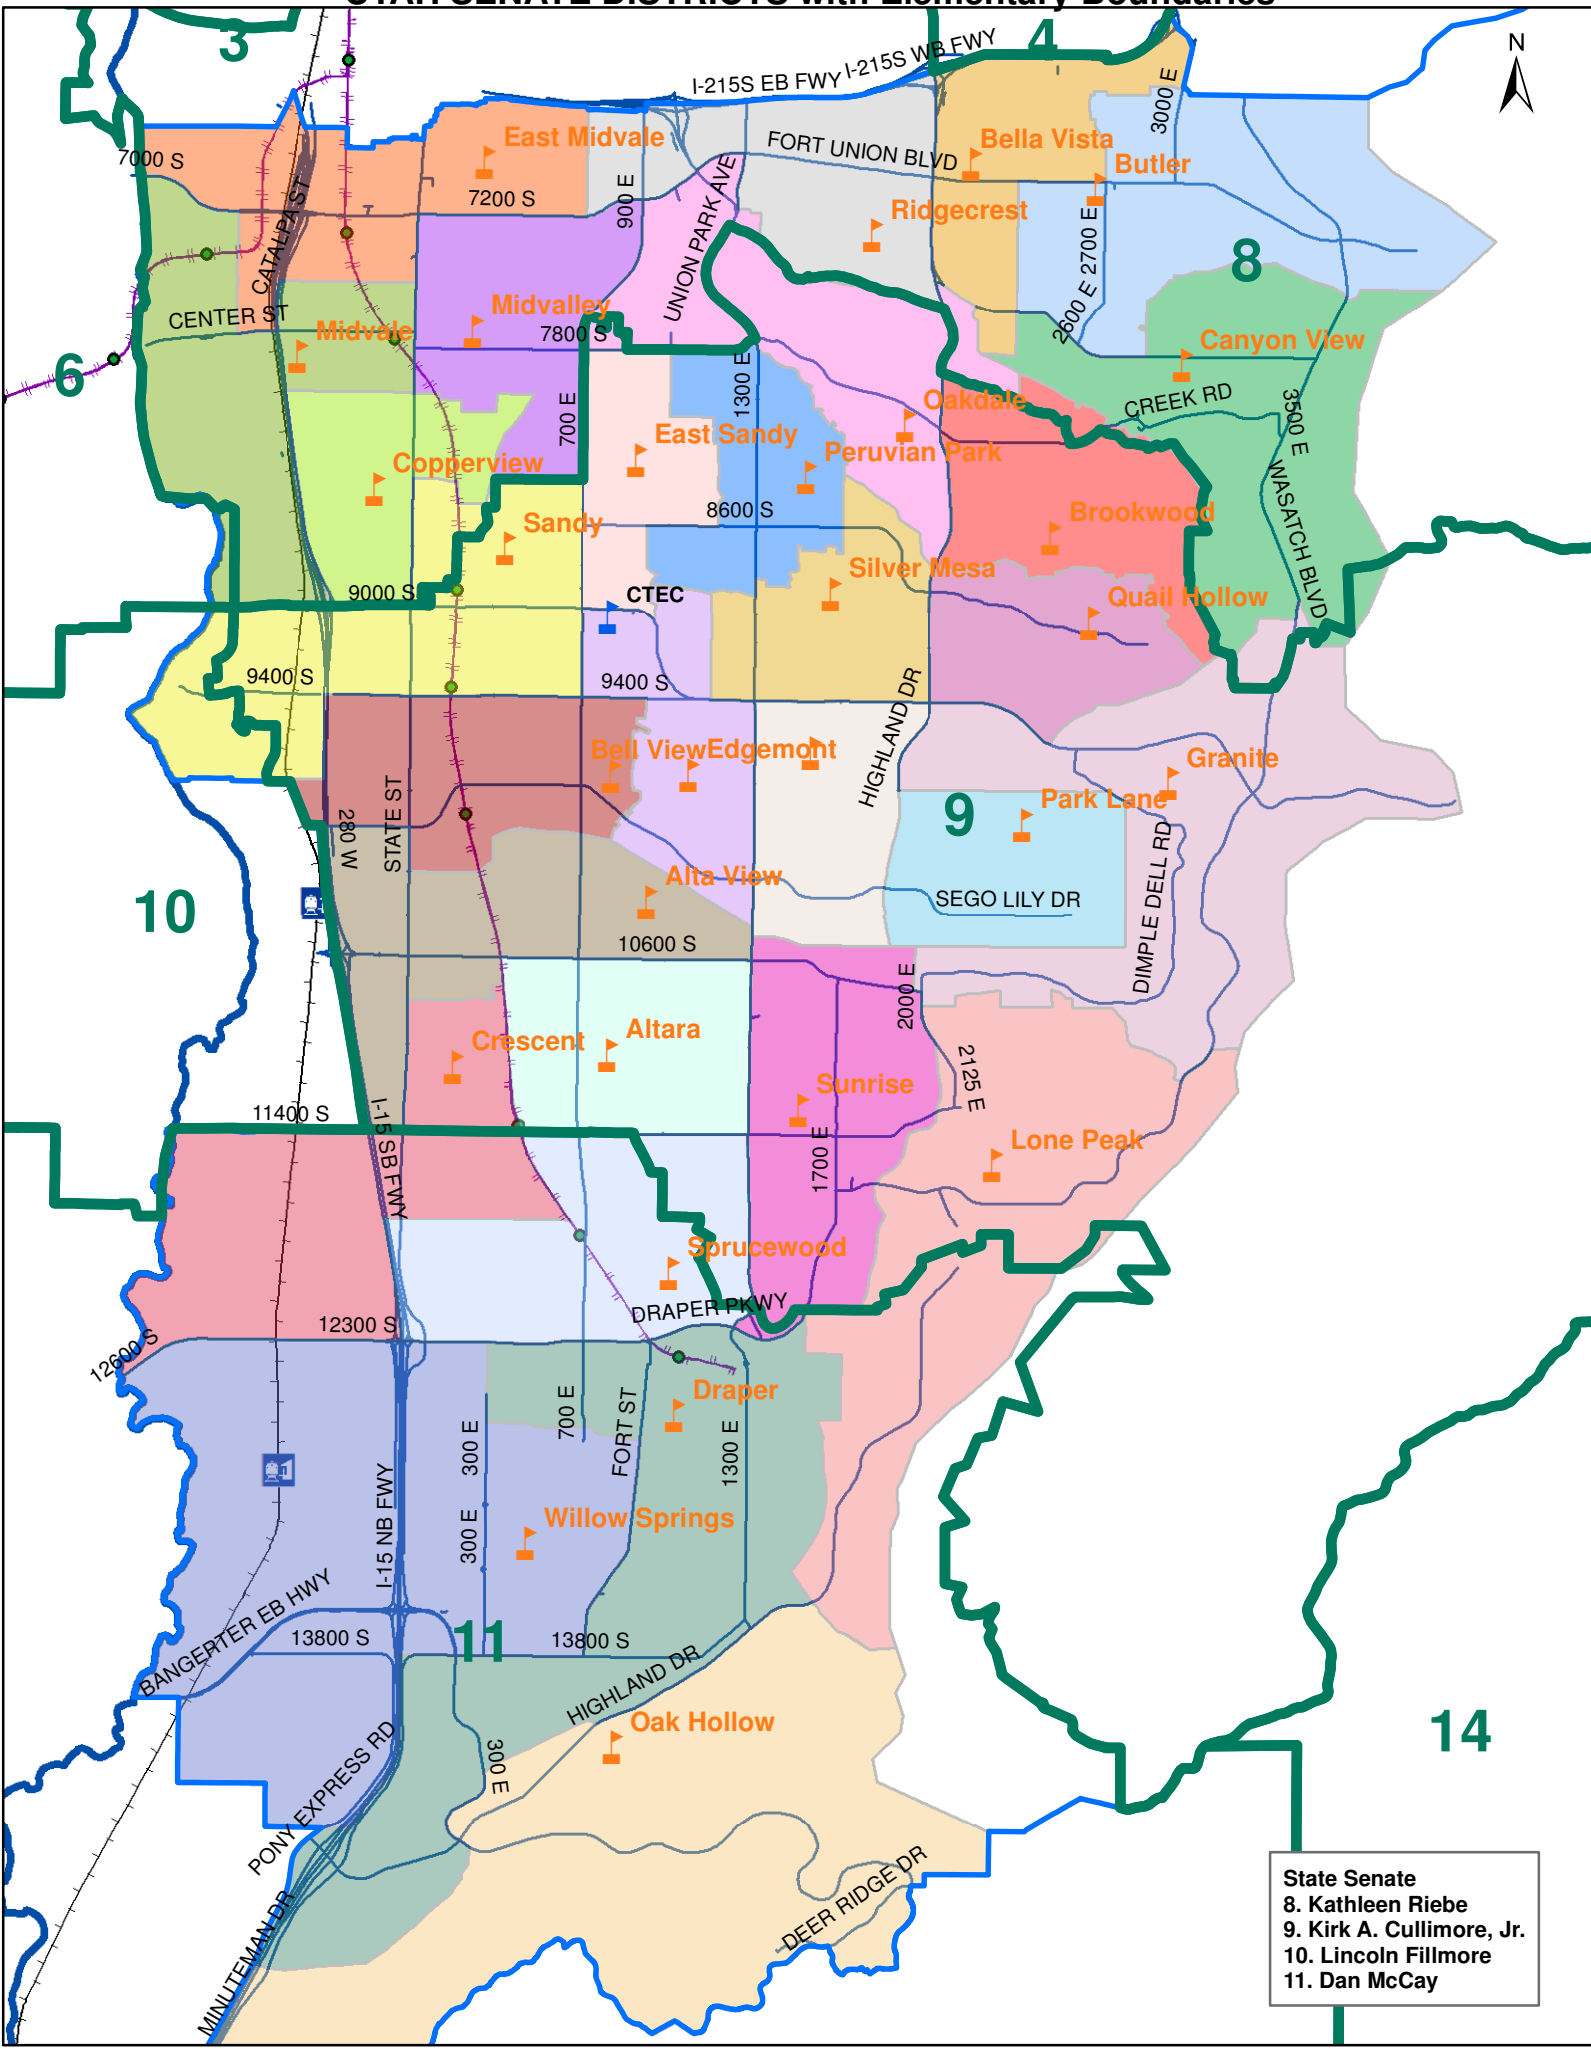 UTAH SENATE DISTRICTS with Elementary Boundaries
3
4
N
I-215S WB FWY
I-215S EB FWY
3000 E
East Midvale
FORT UNION BLVD
Bella Vista
Butler
7000 S
7200 S
900 E
UNION PARK AVE
Ridgecrest
2700 E
8
CATALPA ST
CENTER ST
Midvalley
Midvale
7800 S
2600 E
Canyon View
6
1300 E
700 E
Oakdale
CREEK RD
3500 E
East Sandy
Peruvian Park
Copperview
WASATCH BLVD
8600 S
Sandy
Brookwood
Silver Mesa
9000 S
CTEC
Quail Hollow
9400 S
9400 S
HIGHLAND DR
Bell View
Edgemont
Granite
Park Lane
9
280 W
STATE ST
DIMPLE DELL RD
Alta View
SEGO LILY DR
10
10600 S
2000 E
Crescent
Altara
2125 E
Sunrise
11400 S
I-15 SB FWY
1700 E
Lone Peak
Sprucewood
DRAPER PKWY
12300 S
12600 S
Draper
700 E
FORT ST
1300 E
300 E
Willow Springs
300 E
I-15 NB FWY
BANGERTER EB HWY
13800 S
11
13800 S
HIGHLAND DR
Oak Hollow
14
300 E
PONY EXPRESS RD
DEER RIDGE DR
MINUTEMAN DR
State Senate
8. Kathleen Riebe
9. Kirk A. Cullimore, Jr.
10. Lincoln Fillmore
11. Dan McCay